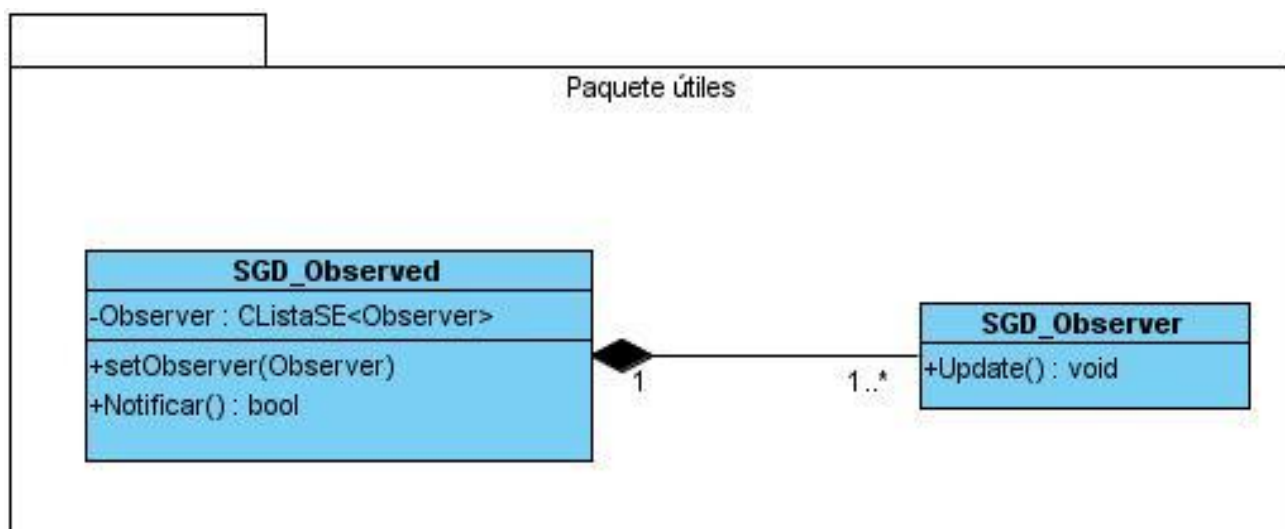 Paquete útiles
SGD_Observed
-Observer : CListaSE<Observer>
+setObserver(Observer)
+Notificar() : bool
1
1..*
SGD_Observer
+Update() : void